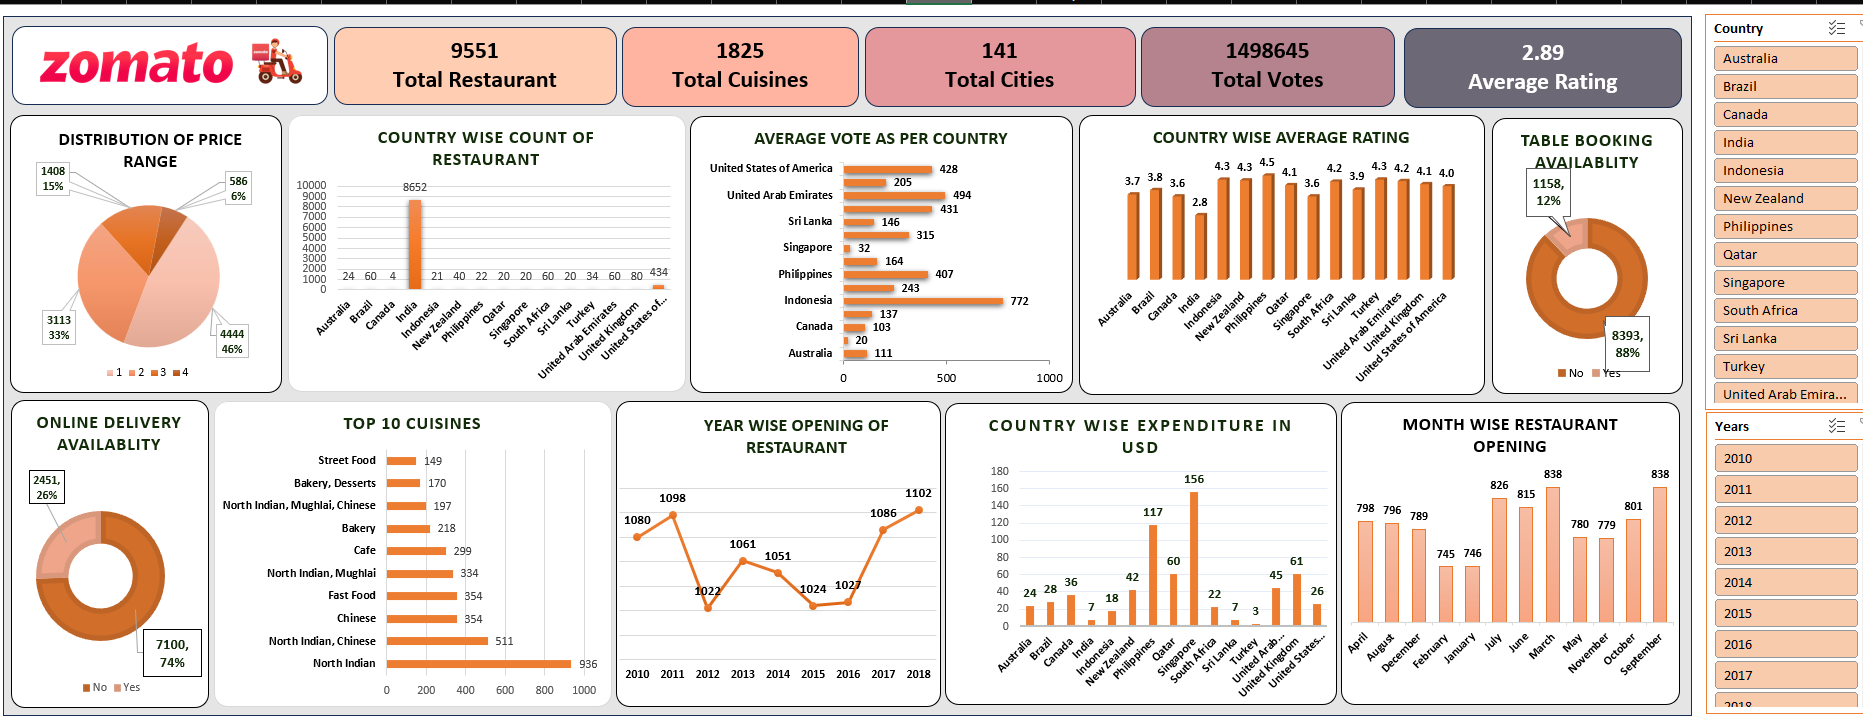 zomato
9551
Total Restaurant
1825
Total Cuisines
141
Total Cities
1498645
Total Votes
2.89
Average Rating
DISTRIBUTION OF PRICE
RANGE
1408
15%
586
6%
3113
33%
4444
46%
1 2 3 4
COUNTRY WISE COUNT OF
RESTAURANT
10000
9000
8000
7000
6000
5000
4000
3000
2000
1000
0
24 60 4 8652 21 40 22 20 20 60 20 34 60 80 434
Australia
Brazil
Canada
India
Indonesia
New Zealand
Philippines
Qatar
Singapore
South Africa
Sri Lanka
Turkey
United Arab Emirates
United Kingdom
United States of...
AVERAGE VOTE AS PER COUNTRY
United States of America 428
205
United Arab Emirates 494
431
Sri Lanka 146
315
Singapore 32
164
Philippines 407
243
Indonesia 772
137
Canada 103
20
Australia 111
0 500 1000
COUNTRY WISE AVERAGE RATING
3.7 3.8 3.6 2.8 4.3 4.3 4.5 4.1 3.6 4.2 3.9 4.3 4.2 4.1 4.0
Australia
Brazil
Canada
India
Indonesia
New Zealand
Philippines
Qatar
Singapore
South Africa
Sri Lanka
Turkey
United Arab Emirates
United Kingdom
United States of America
TABLE BOOKING
AVAILABLITY
1158,
12%
8393,
88%
No Yes
ONLINE DELIVERY
AVAILABLITY
2451,
26%
7100,
74%
No Yes
TOP 10 CUISINES
Street Food 149
Bakery, Desserts 170
North Indian, Mughlai, Chinese 197
Bakery 218
Cafe 299
North Indian, Mughlai 334
Fast Food 354
Chinese 354
North Indian, Chinese 511
North Indian 936
0 200 400 600 800 1000
YEAR WISE OPENING OF
RESTAURANT
1080 1098 1022 1061 1051 1024 1027 1086 1102
2010 2011 2012 2013 2014 2015 2016 2017 2018
COUNTRY WISE EXPENDITURE IN
USD
180
160
140
120
100
80
60
40
20
0
24 28 36 7 18 42 117 60 156 22 7 3 45 61 26
Australia
Brazil
Canada
India
Indonesia
New Zealand
Philippines
Qatar
Singapore
South Africa
Sri Lanka
Turkey
United Arab...
United Kingdom
United States...
MONTH WISE RESTAURANT
OPENING
798 796 789 745 746 826 815 838 780 779 801 838
April
August
December
February
January
July
June
March
May
November
October
September
Country
Australia
Brazil
Canada
India
Indonesia
New Zealand
Philippines
Qatar
Singapore
South Africa
Sri Lanka
Turkey
United Arab Emira...
Years
2010
2011
2012
2013
2014
2015
2016
2017
2018